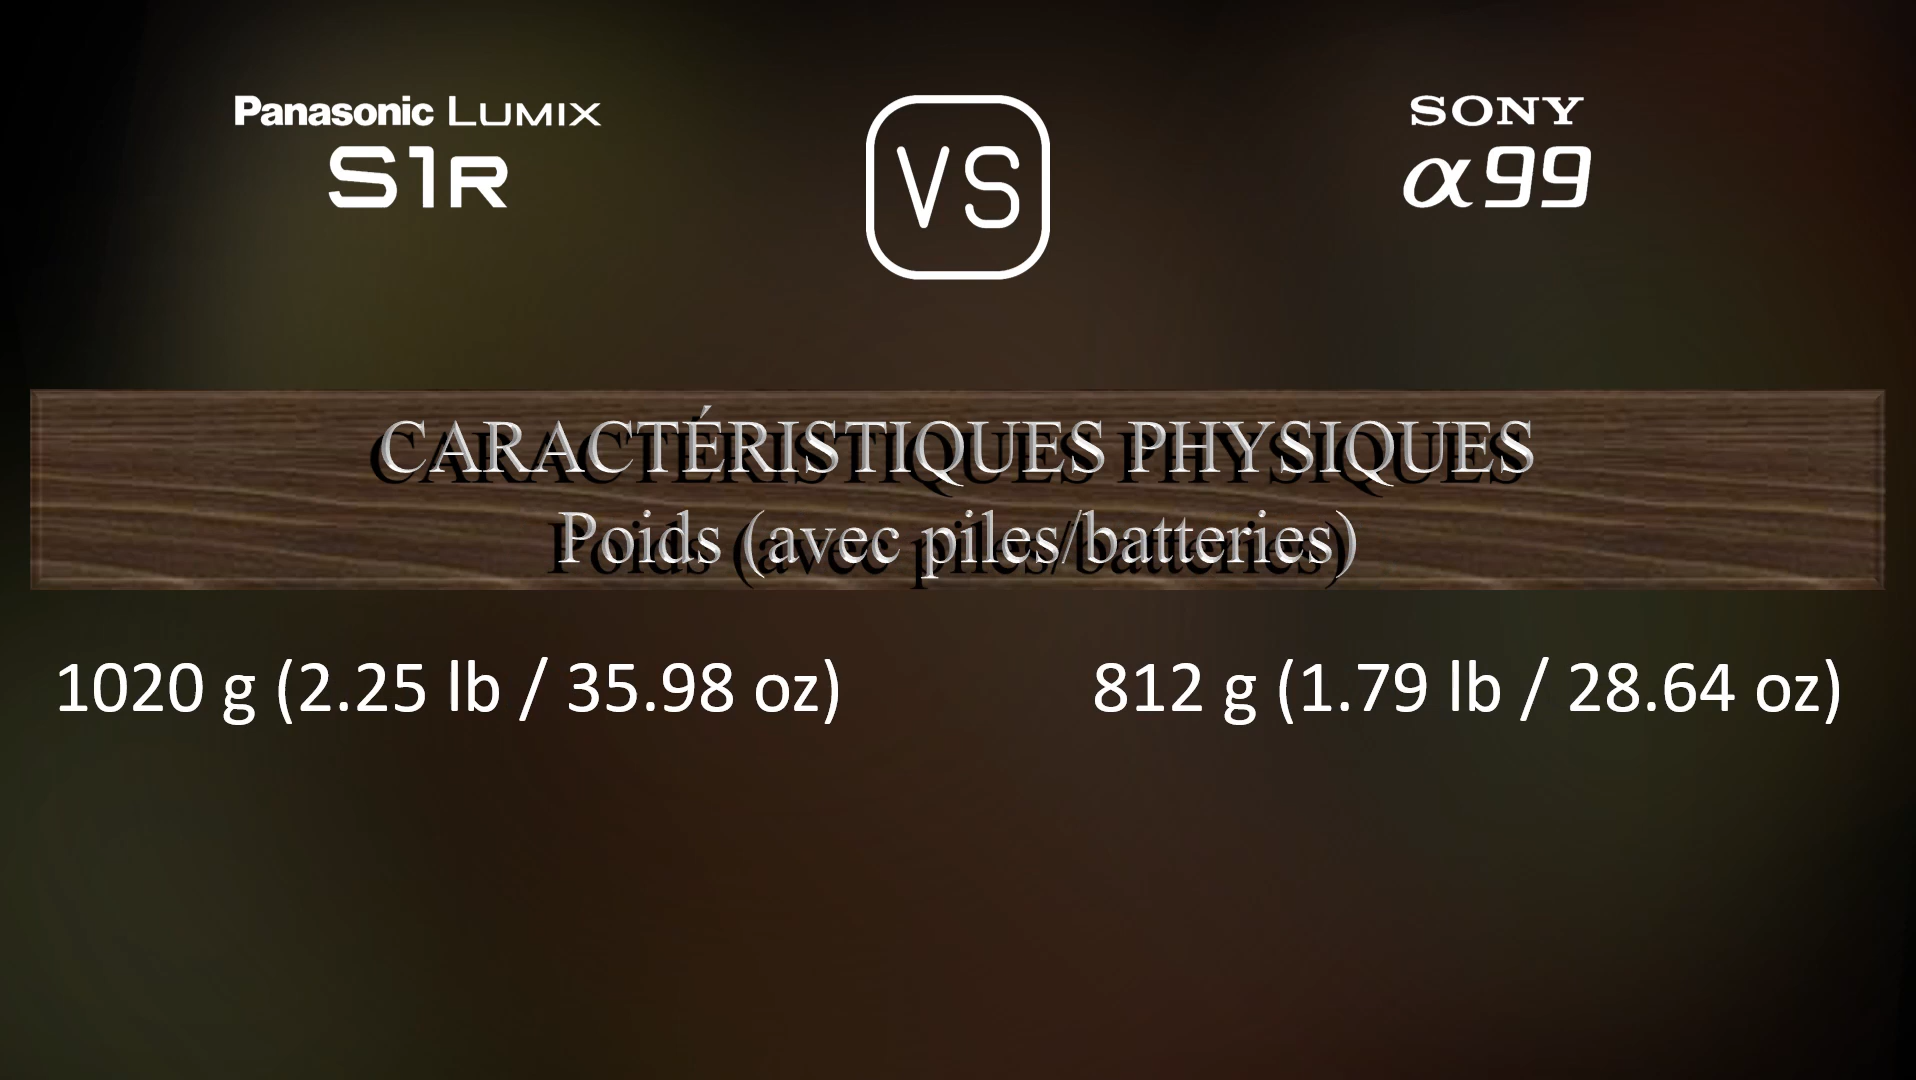 Panasonic LUMIX
S1R
VS
SONY
α99
CARACTÉRISTIQUES PHYSIQUES
Poids (avec piles/batteries)
1020 g (2.25 lb / 35.98 oz)
812 g (1.79 lb / 28.64 oz)